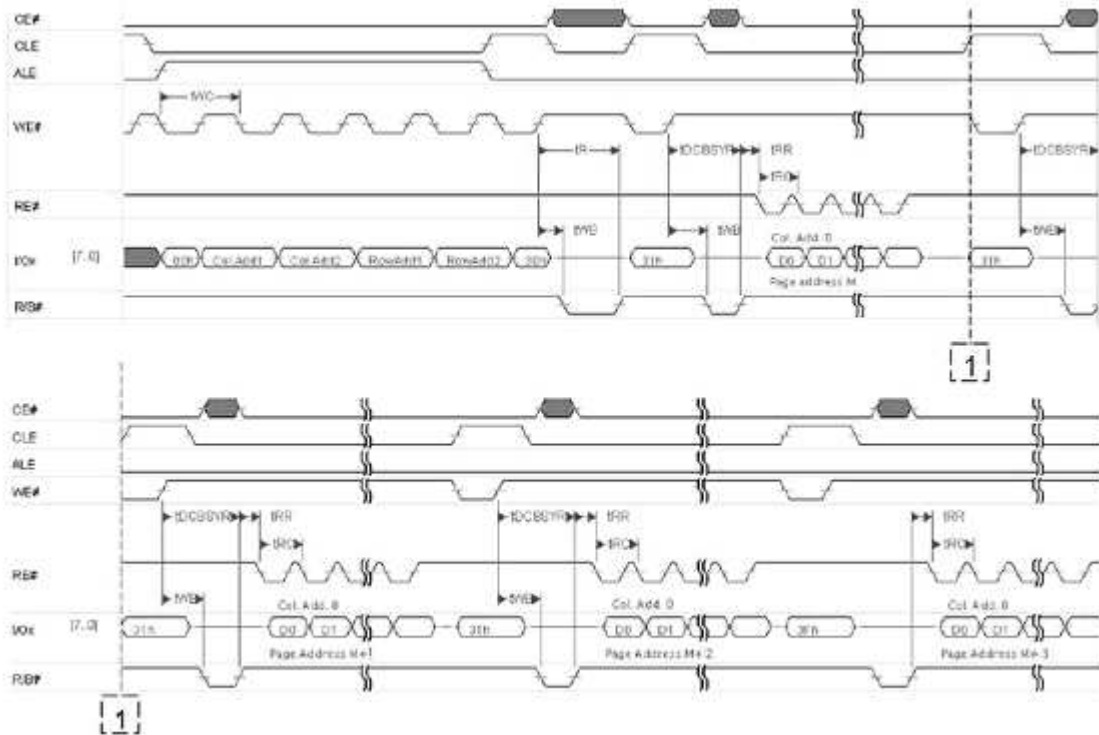 CE#
CLE
ALE
tWC
WE#
tR tDCBSYR tRR
tRC
RE#
tWB tWB tDCBSYR tWB
Col. Add. 0
I/Ox [7:0] 00h Col.Add1 Col.Add2 RowAdd1 RowAdd2 30h 31h D0 D1 31h
Page address M
R/B#
1
CE#
CLE
ALE
WE#
tDCBSYR tRR tDCBSYR tRR tRR
tRC tRC tRC
RE#
tWB tWB
Col. Add. 0 Col. Add. 0 Col. Add. 0
I/Ox [7:0] 31h D0 D1 31h D0 D1 3Fh D0 D1
Page Address M+1 Page Address M+2 Page Address M+3
R/B#
1